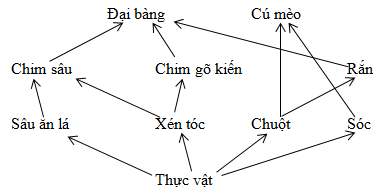 Đại bàng Cú mèo
Chim sâu Chim gõ kiến Rắn
Sâu ăn lá Xén tóc Chuột Sóc
Thực vật